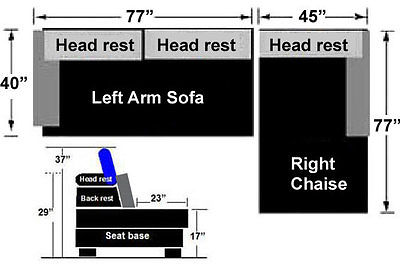 77"
45"
Head rest
Head rest
Head rest
40"
Left Arm Sofa
77"
Right
Chaise
37"
Head rest
29"
Back rest
23"
Seat base
17"